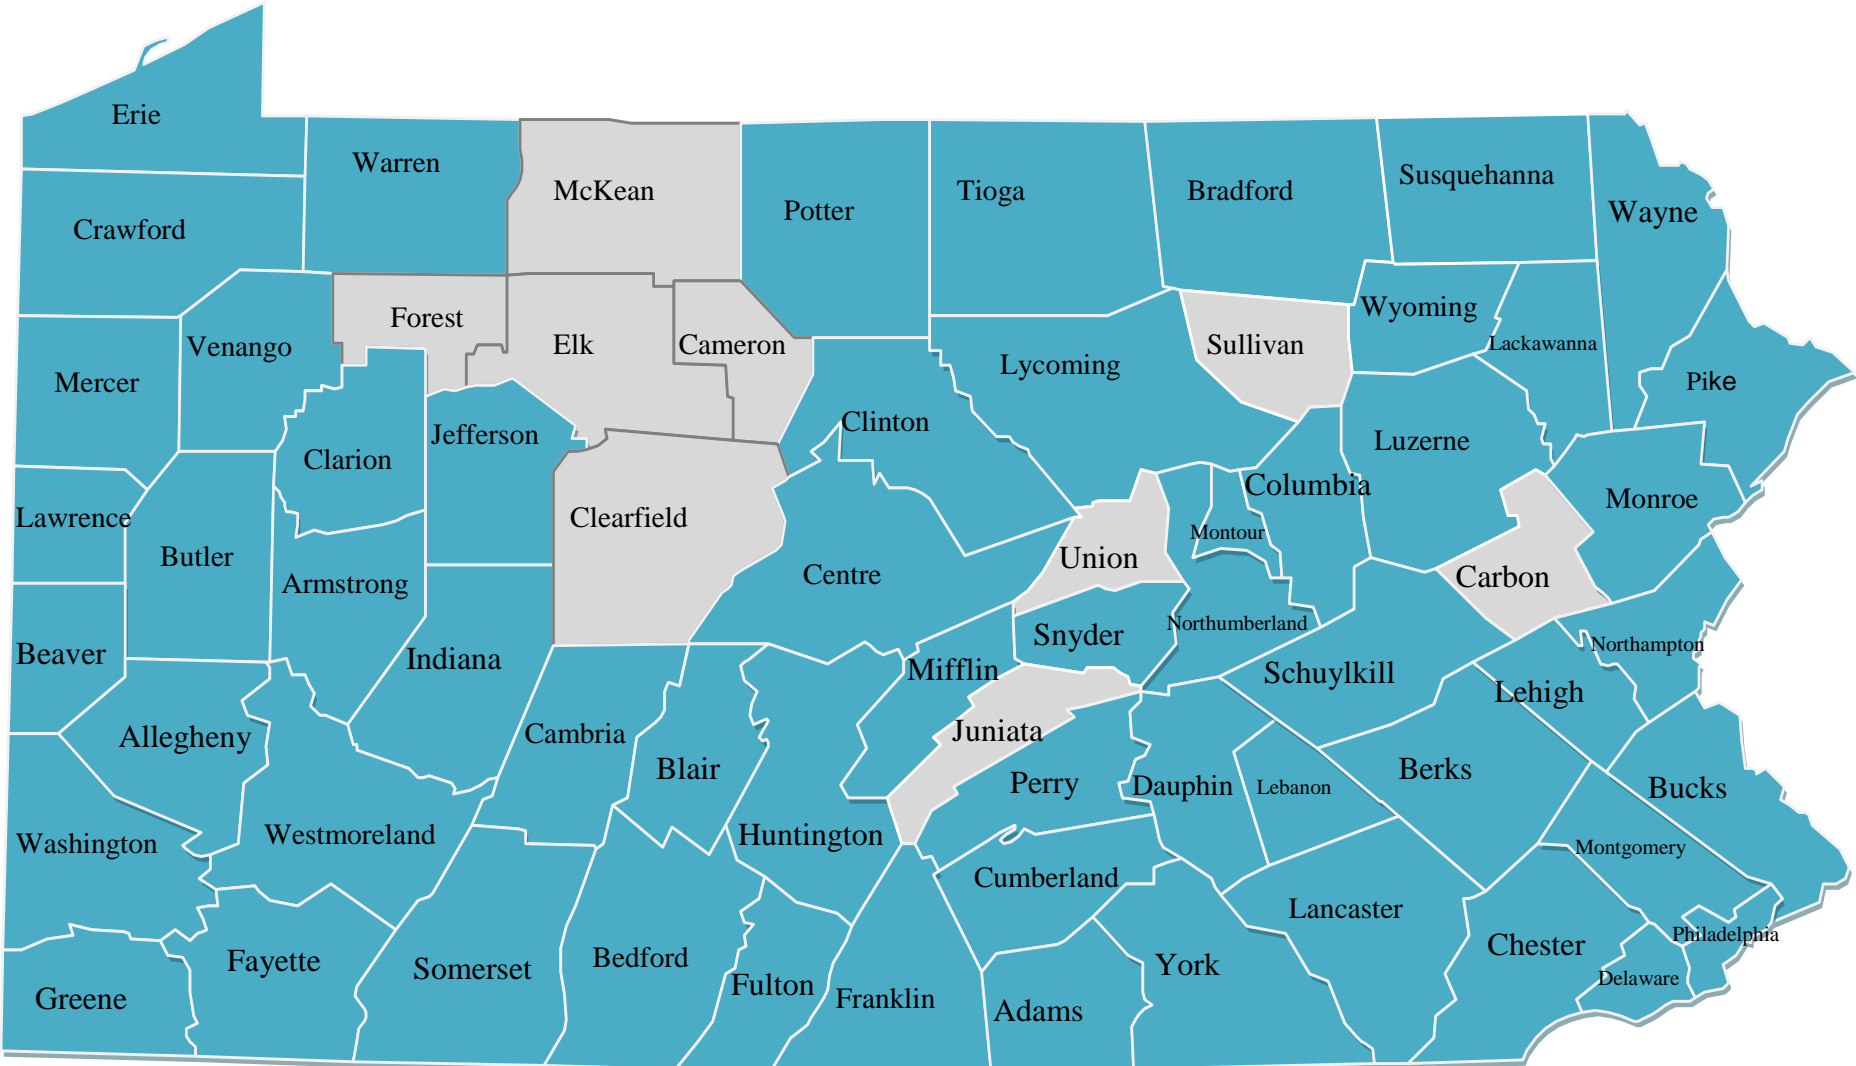 Erie
Warren
McKean
Potter
Tioga
Bradford
Susquehanna
Wayne
Crawford
Forest
Elk
Cameron
Sullivan
Wyoming
Lackawanna
Venango
Mercer
Lycoming
Pike
Clinton
Jefferson
Clarion
Luzerne
Columbia
Monroe
Lawrence
Clearfield
Montour
Butler
Union
Armstrong
Centre
Carbon
Northumberland
Snyder
Northampton
Beaver
Indiana
Mifflin
Schuylkill
Lehigh
Allegheny
Cambria
Juniata
Blair
Berks
Perry
Dauphin
Lebanon
Bucks
Washington
Westmoreland
Huntington
Montgomery
Cumberland
Lancaster
Philadelphia
Chester
Fayette
Somerset
Bedford
York
Delaware
Greene
Fulton
Franklin
Adams